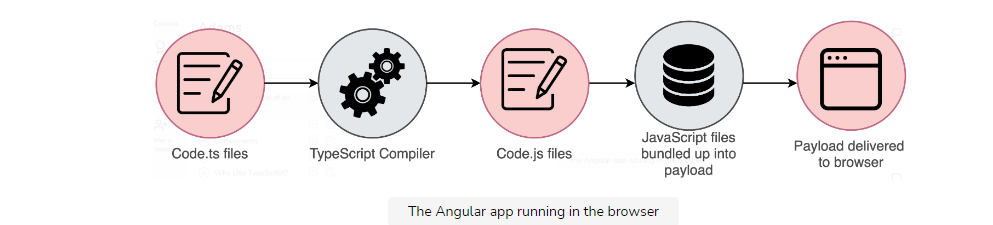 Code.ts files
TypeScript Compiler
Code.js files
JavaScript files
bundled up into
payload
Payload delivered
to browser
The Angular app running in the browser